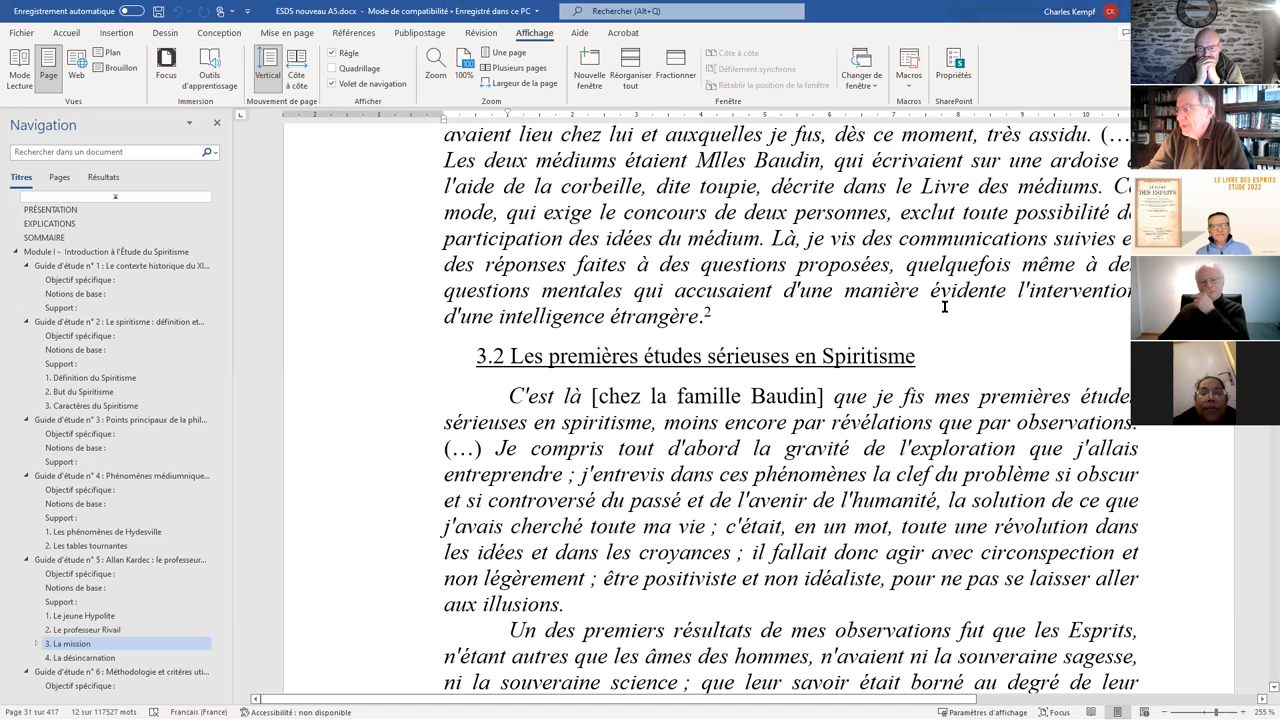 Enregistrement automatique
ESDS nouveau A5.docx - Mode de compatibilité • Enregistré dans ce PC
Rechercher (Alt+Q)
Charles Kempf
CK
Fichier Accueil Insertion Dessin Conception Mise en page Références Publipostage Révision Affichage Aide Acrobat
Mode Lecture
Page
Web
Plan
Brouillon
Vues
Focus
Outils d'apprentissage
Immersion
Vertical
Côte à côte
Mouvement de page
Règle
Quadrillage
Volet de navigation
Afficher
Zoom
100
100%
Une page
Plusieurs pages
Largeur de la page
Zoom
Nouvelle fenêtre
Réorganiser tout
Fractionner
Côte à côte
Défilement synchrone
Rétablir la position de la fenêtre
Changer de fenêtre
Fenêtre
Macros
Macros
Propriétés
SharePoint
Navigation
Rechercher dans un document
Titres Pages Résultats
PRÉSENTATION
EXPLICATIONS
SOMMAIRE
Module I - Introduction à l'Étude du Spiritisme
Guide d'étude n° 1 : Le contexte historique du XI...
Objectif spécifique :
Notions de base :
Support :
Guide d'étude n° 2 : Le spiritisme : définition et...
Objectif spécifique :
Notions de base :
Support :
1. Définition du Spiritisme
2. But du Spiritisme
3. Caractères du Spiritisme
Guide d'étude n° 3 : Points principaux de la phil...
Objectif spécifique :
Notions de base :
Support :
Guide d'étude n° 4 : Phénomènes médiumnique...
Objectif spécifique :
Notions de base :
Support :
1. Les phénomènes de Hydesville
2. Les tables tournantes
Guide d'étude n° 5 : Allan Kardec : le professeur...
Objectif spécifique :
Notions de base :
Support :
1. Le jeune Hypolite
2. Le professeur Rivail
3. La mission
4. La désincarnation
Guide d'étude n° 6 : Méthodologie et critères uti...
Objectif spécifique :
2 1 1 2 3 4 5 6 7 8 9 10
avaient lieu chez lui et auxquelles je fus, dès ce moment, très assidu. (…
Les deux médiums étaient Mlles Baudin, qui écrivaient sur une ardoise
l'aide de la corbeille, dite toupie, décrite dans le Livre des médiums. C
mode, qui exige le concours de deux personnes, exclut toute possibilité d
participation des idées du médium. Là, je vis des communications suivies e
des réponses faites à des questions proposées, quelquefois même à de
questions mentales qui accusaient d'une manière évidente l'intervention
d'une intelligence étrangère.2
3.2 Les premières études sérieuses en Spiritisme
C'est là [chez la famille Baudin] que je fis mes premières études
sérieuses en spiritisme, moins encore par révélations que par observations.
(…) Je compris tout d'abord la gravité de l'exploration que j'allais
entreprendre ; j'entrevis dans ces phénomènes la clef du problème si obscur
et si controversé du passé et de l'avenir de l'humanité, la solution de ce que
j'avais cherché toute ma vie ; c'était, en un mot, toute une révolution dans
les idées et dans les croyances ; il fallait donc agir avec circonspection et
non légèrement ; être positiviste et non idéaliste, pour ne pas se laisser aller
aux illusions.
Un des premiers résultats de mes observations fut que les Esprits,
n'étant autres que les âmes des hommes, n'avaient ni la souveraine sagesse,
ni la souveraine science ; que leur savoir était borné au degré de leur
LE LIVRE DES ESPRITS
ETUDE 2022
DES ESPRITS
Page 31 sur 417 12 sur 117527 mots Français (France) Accessibilité : non disponible Paramètres d'affichage Focus 255 %